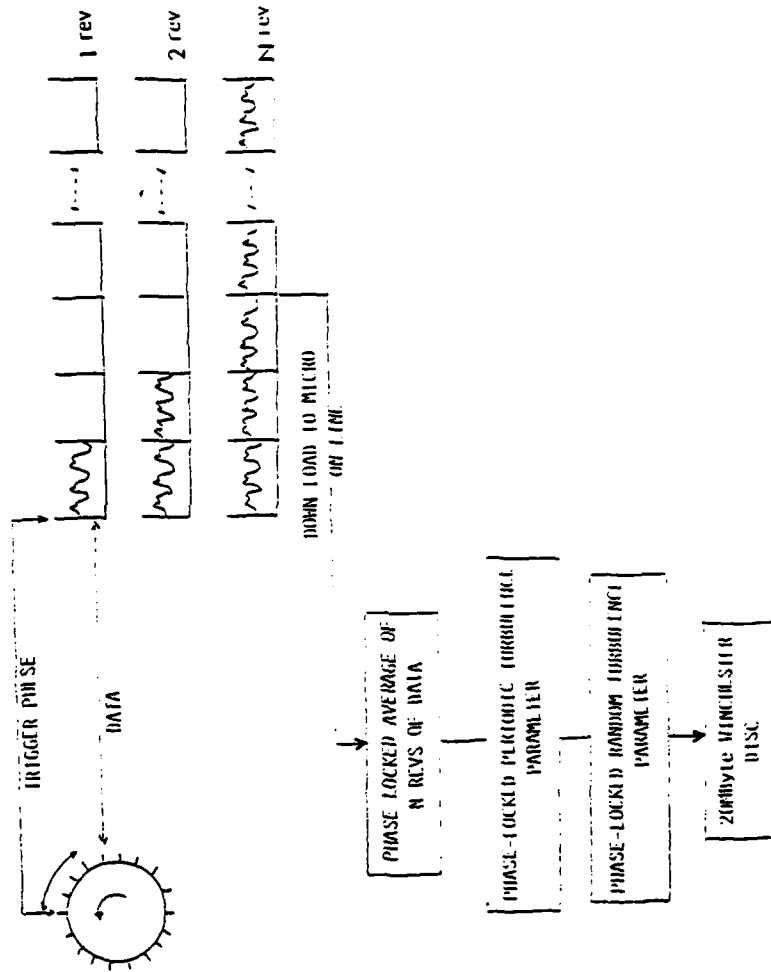 TRIGGER PULSE
DATA
1 rev
2 rev
N rev
DOWN LOAD TO MICRO
ON LINE
PHASE LOCKED AVERAGE OF
N REVS OF DATA
PHASE-LOCKED PERIODIC TURBULENCE
PARAMETER
PHASE-LOCKED RANDOM TURBULENCE
PARAMETER
20MByte WINCHESTER
DISC